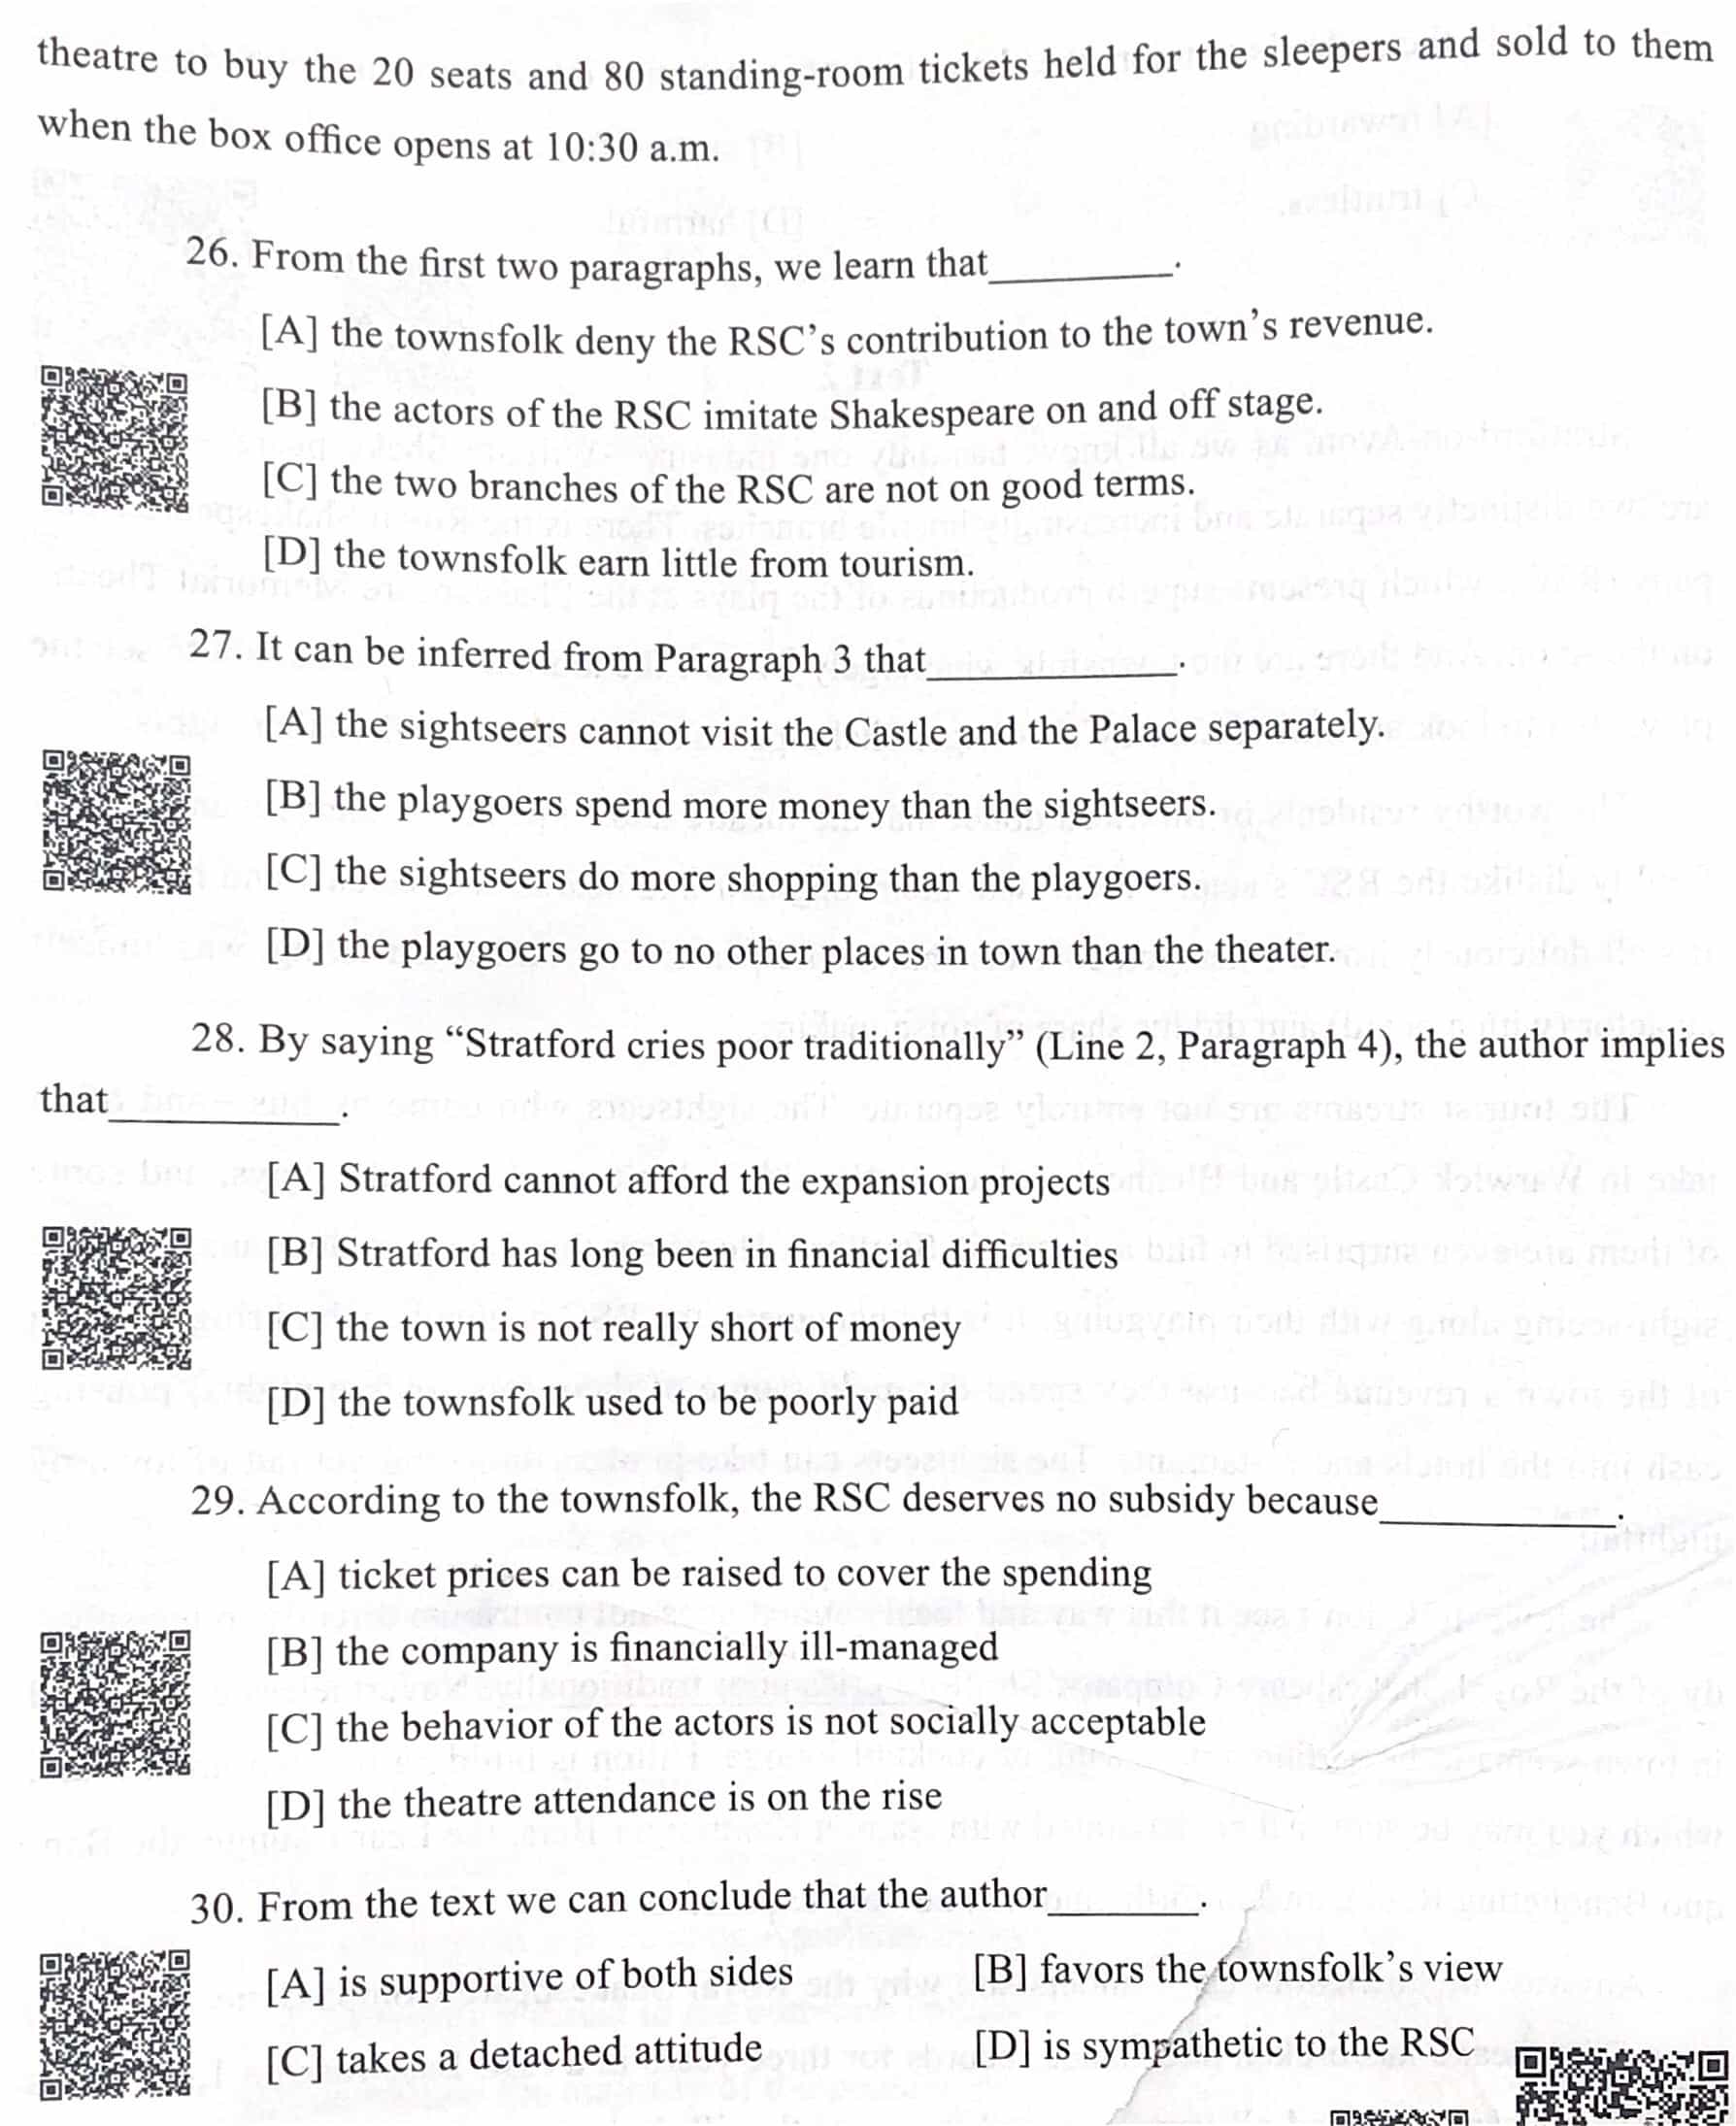 theatre to buy the 20 seats and 80 standing-room tickets held for the sleepers and sold to them
when the box office opens at 10:30 a.m.
26. From the first two paragraphs, we learn that________.
[A] the townsfolk deny the RSC's contribution to the town's revenue.
[B] the actors of the RSC imitate Shakespeare on and off stage.
[C] the two branches of the RSC are not on good terms.
[D] the townsfolk earn little from tourism.
27. It can be inferred from Paragraph 3 that___________.
[A] the sightseers cannot visit the Castle and the Palace separately.
[B] the playgoers spend more money than the sightseers.
[C] the sightseers do more shopping than the playgoers.
[D] the playgoers go to no other places in town than the theater.
28. By saying “Stratford cries poor traditionally” (Line 2, Paragraph 4), the author implies
that__________.
[A] Stratford cannot afford the expansion projects
[B] Stratford has long been in financial difficulties
[C] the town is not really short of money
[D] the townsfolk used to be poorly paid
29. According to the townsfolk, the RSC deserves no subsidy because__________.
[A] ticket prices can be raised to cover the spending
[B] the company is financially ill-managed
[C] the behavior of the actors is not socially acceptable
[D] the theatre attendance is on the rise
30. From the text we can conclude that the author_______.
[A] is supportive of both sides [B] favors the townsfolk's view
[C] takes a detached attitude [D] is sympathetic to the RSC